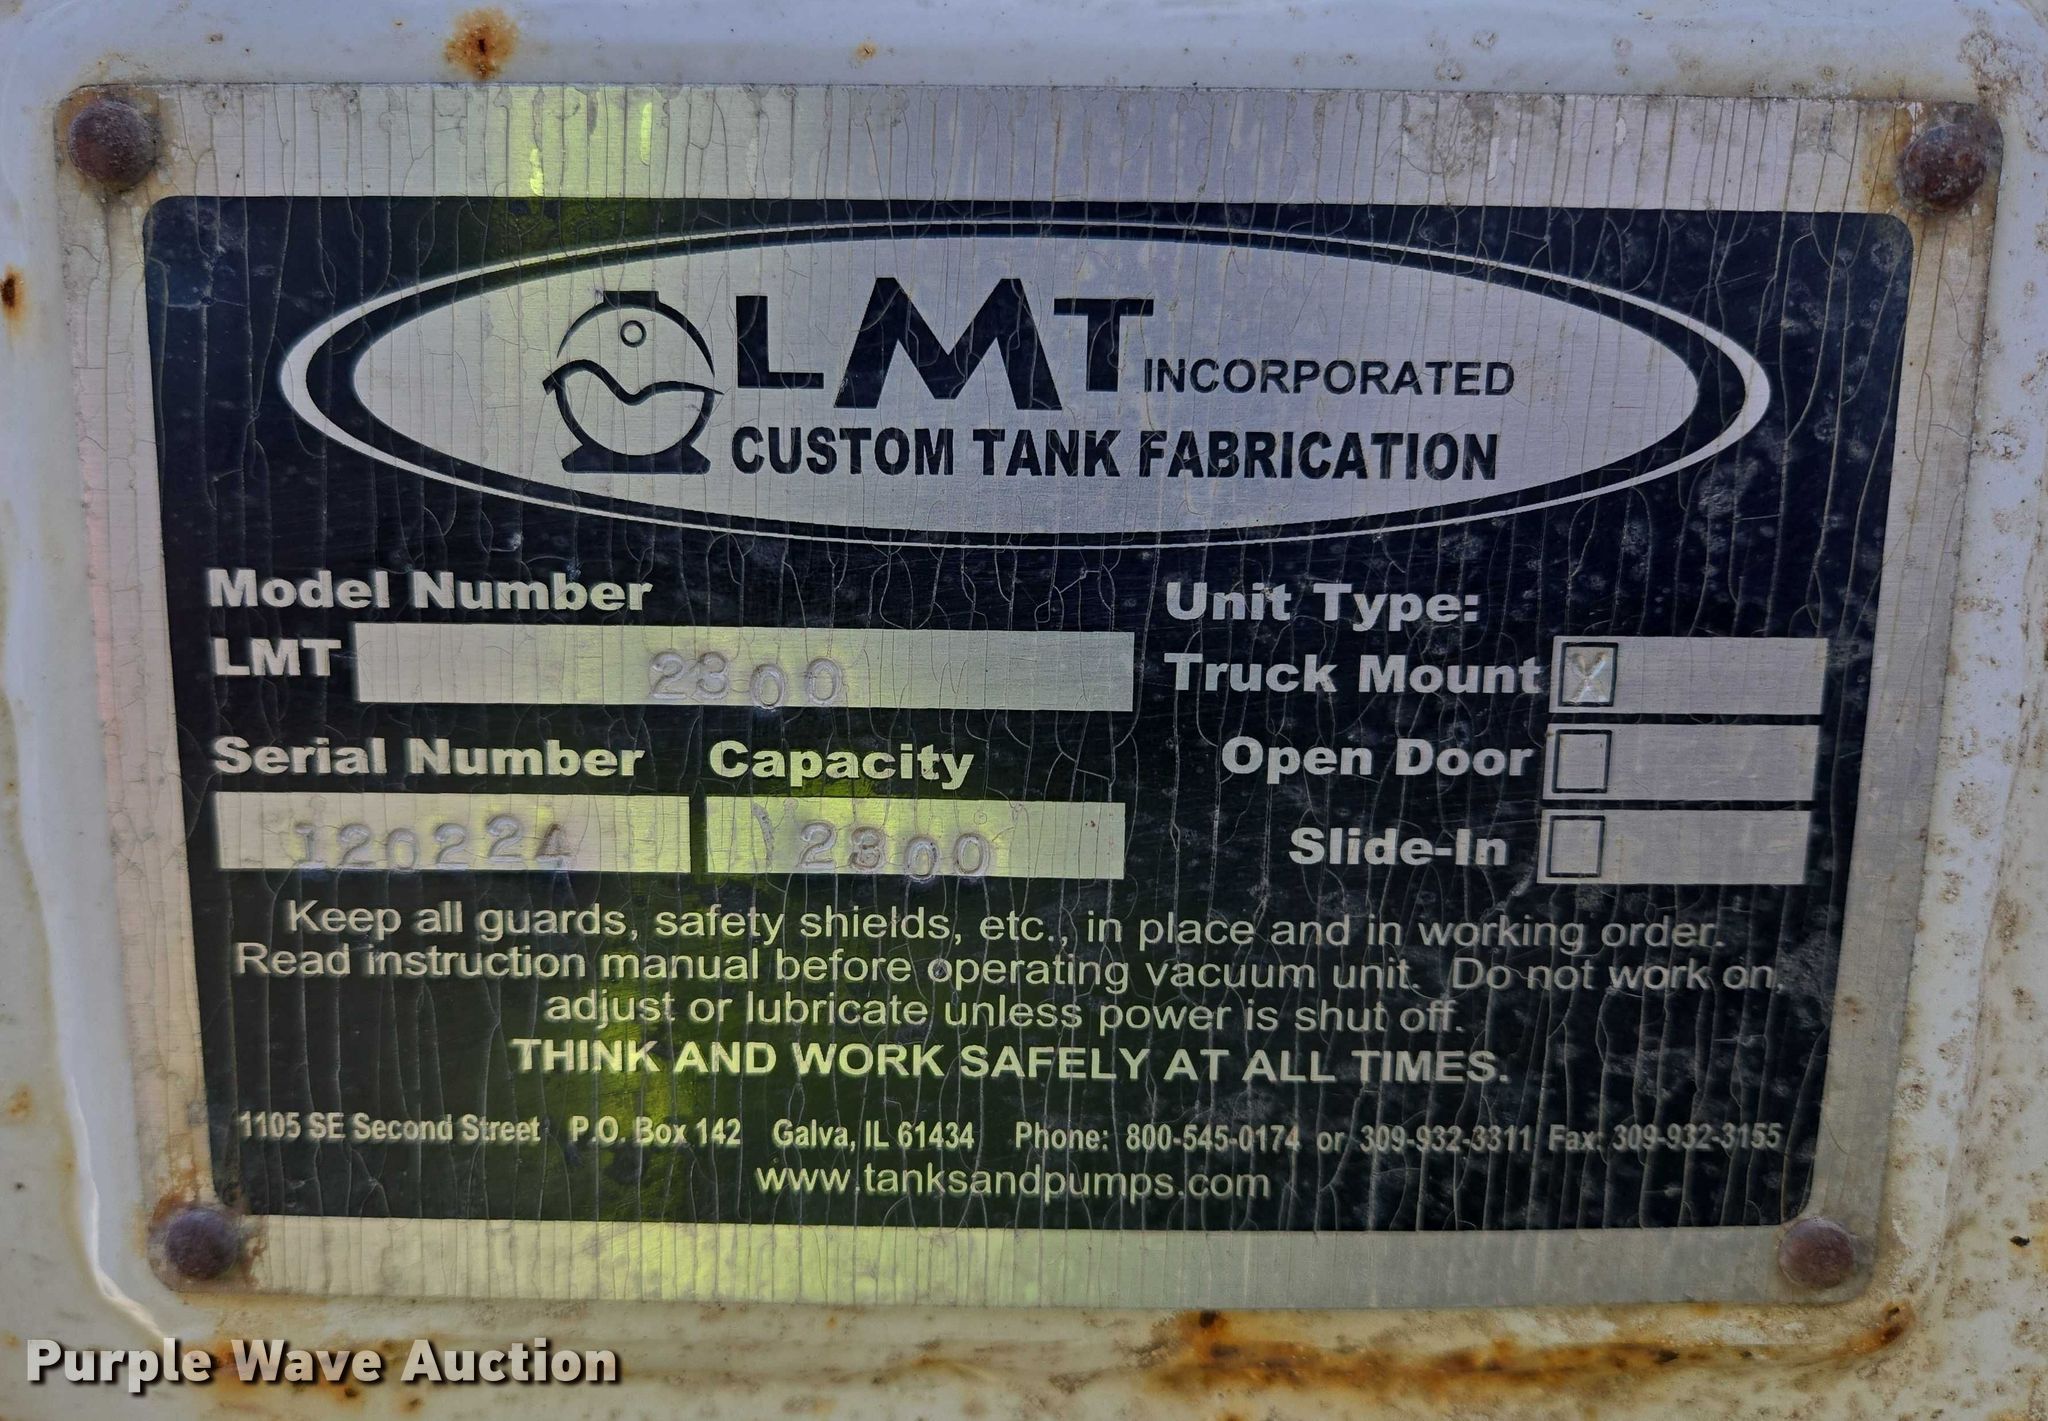 LMT INCORPORATED
CUSTOM TANK FABRICATION
Model Number
LMT 2300
Unit Type:
Truck Mount X
Serial Number Capacity
Open Door
120224 2300
Slide-In
Keep all guards, safety shields, etc., in place and in working order.
Read instruction manual before operating vacuum unit. Do not work on,
adjust or lubricate unless power is shut off.
THINK AND WORK SAFELY AT ALL TIMES.
1105 SE Second Street P.O. Box 142 Galva, IL 61434 Phone: 800-545-0174 or 309-932-3311 Fax: 309-932-3155
www.tanksandpumps.com
Purple Wave Auction